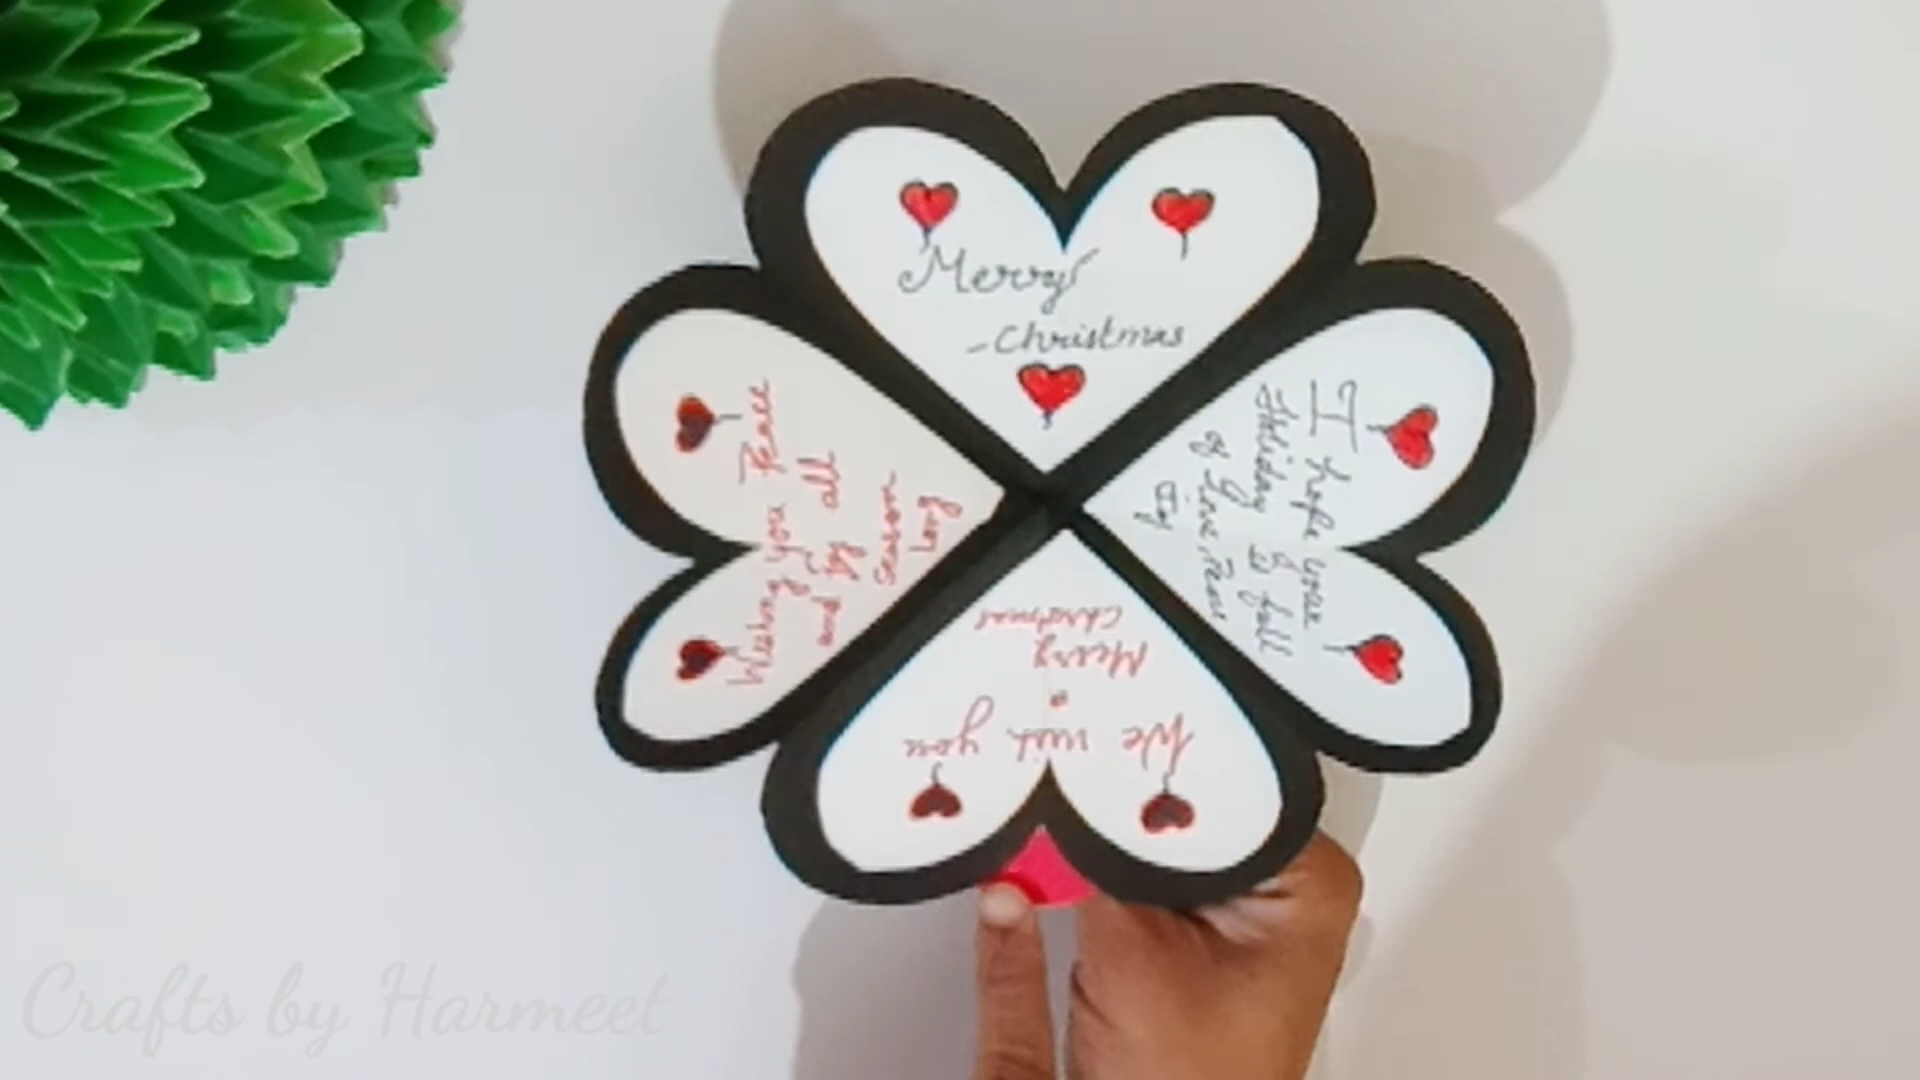 Merry
- Christmas
I hope your
Holiday is full
of Love, Peace
Joy
We wish you
a
Merry
Christmas
Wishing you Peace
and Joy all
season
Long
Crafts by Harmeet